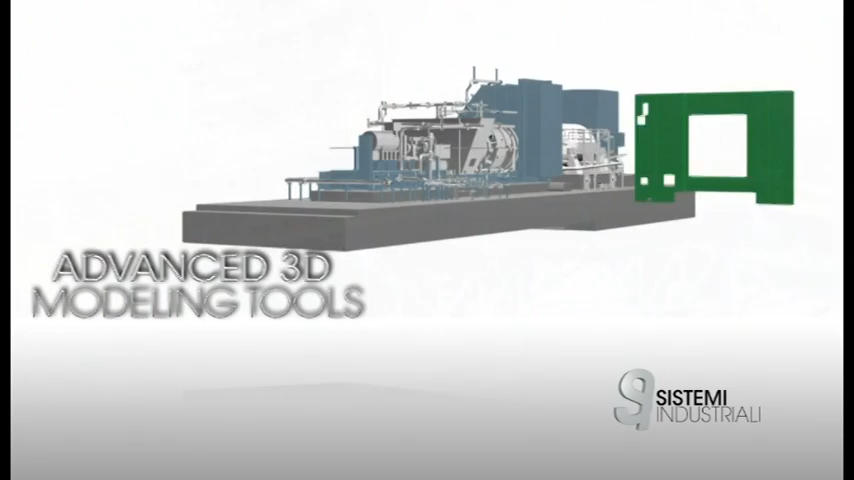 ADVANCED 3D
MODELING TOOLS
SISTEMI
INDUSTRIALI